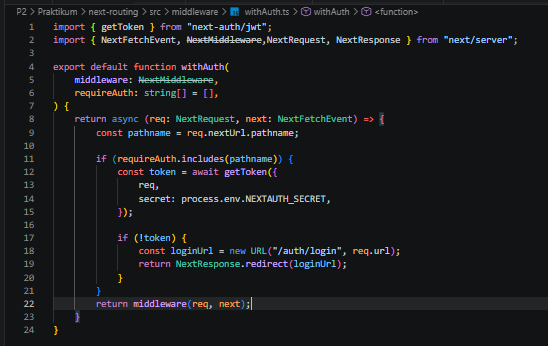 P2 > Praktikum > next-routing > src > middleware > withAuth.ts > withAuth > <function>
1 import { getToken } from "next-auth/jwt";
2 import { NextFetchEvent, NextMiddleware,NextRequest, NextResponse } from "next/server";
3
4 export default function withAuth(
5     middleware: NextMiddleware,
6     requireAuth: string[] = [],
7 ) {
8     return async (req: NextRequest, next: NextFetchEvent) => {
9         const pathname = req.nextUrl.pathname;
10
11         if (requireAuth.includes(pathname)) {
12             const token = await getToken({
13                 req,
14                 secret: process.env.NEXTAUTH_SECRET,
15             });
16
17             if (!token) {
18                 const loginUrl = new URL("/auth/login", req.url);
19                 return NextResponse.redirect(loginUrl);
20             }
21         }
22         return middleware(req, next);
23     }
24 }